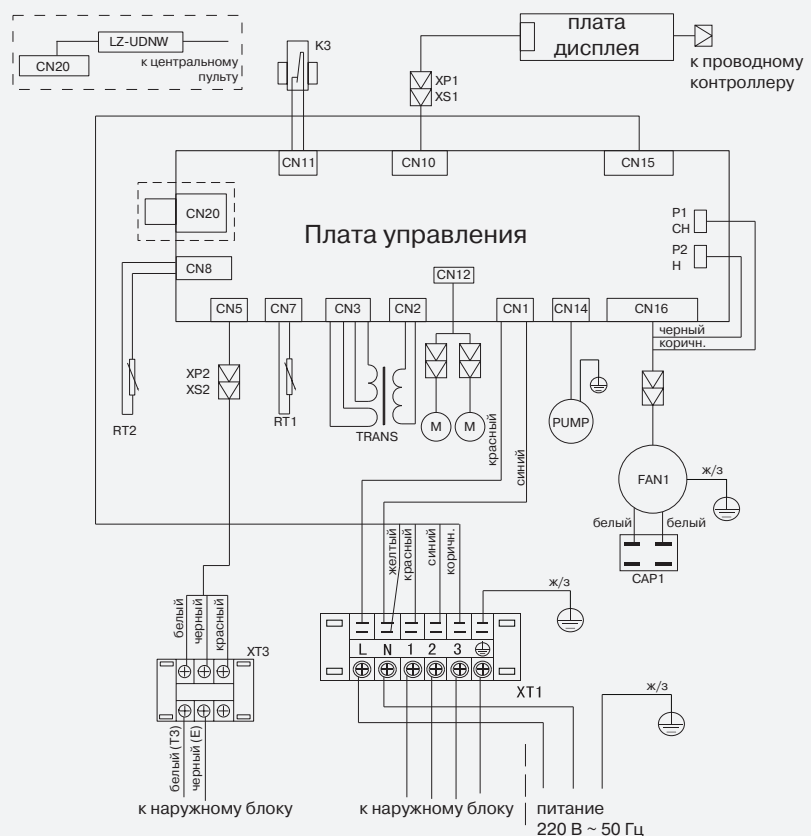 LZ-UDNW
CN20
к центральному
пульту
K3
плата
дисплея
к проводному
контроллеру
XP1
XS1
CN11
CN10
CN15
CN20
Плата управления
P1
CH
P2
H
CN8
CN12
CN5
CN7
CN3
CN2
CN1
CN14
CN16
черный
коричн.
XP2
XS2
RT2
RT1
TRANS
M
M
красный
синий
PUMP
FAN1
ж/з
белый
белый
CAP1
желтый
красный
синий
коричн.
ж/з
белый
черный
красный
XT3
L N 1 2 3
XT1
ж/з
белый (T3)
черный (E)
к наружному блоку
к наружному блоку
питание
220 В ~ 50 Гц